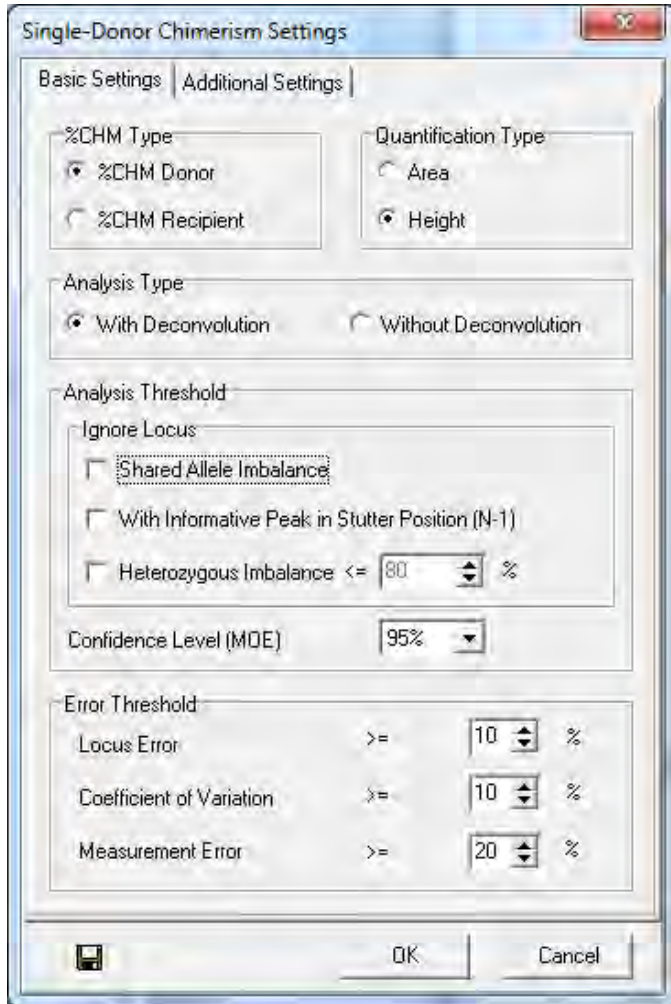 Single-Donor Chimerism Settings
Basic Settings Additional Settings
%CHM Type
%CHM Donor
%CHM Recipient
Quantification Type
Area
Height
Analysis Type
With Deconvolution Without Deconvolution
Analysis Threshold
Ignore Locus
Shared Allele Imbalance
With Informative Peak in Stutter Position (N-1)
Heterozygous Imbalance <= 80 %
Confidence Level (MOE) 95%
Error Threshold
Locus Error >= 10 %
Coefficient of Variation >= 10 %
Measurement Error >= 20 %
OK Cancel